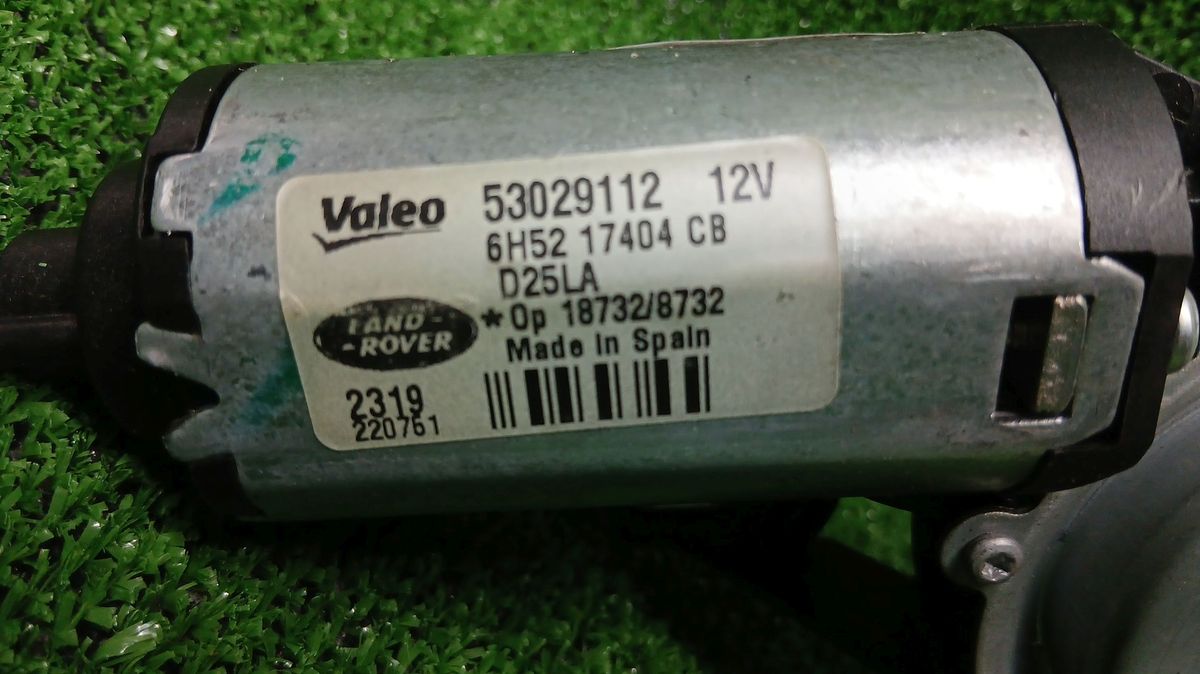 Valeo 53029112 12V
6H52 17404 CB
D25LA
LAND-
-ROVER
*Op 18732/8732
Made in Spain
2319
220761